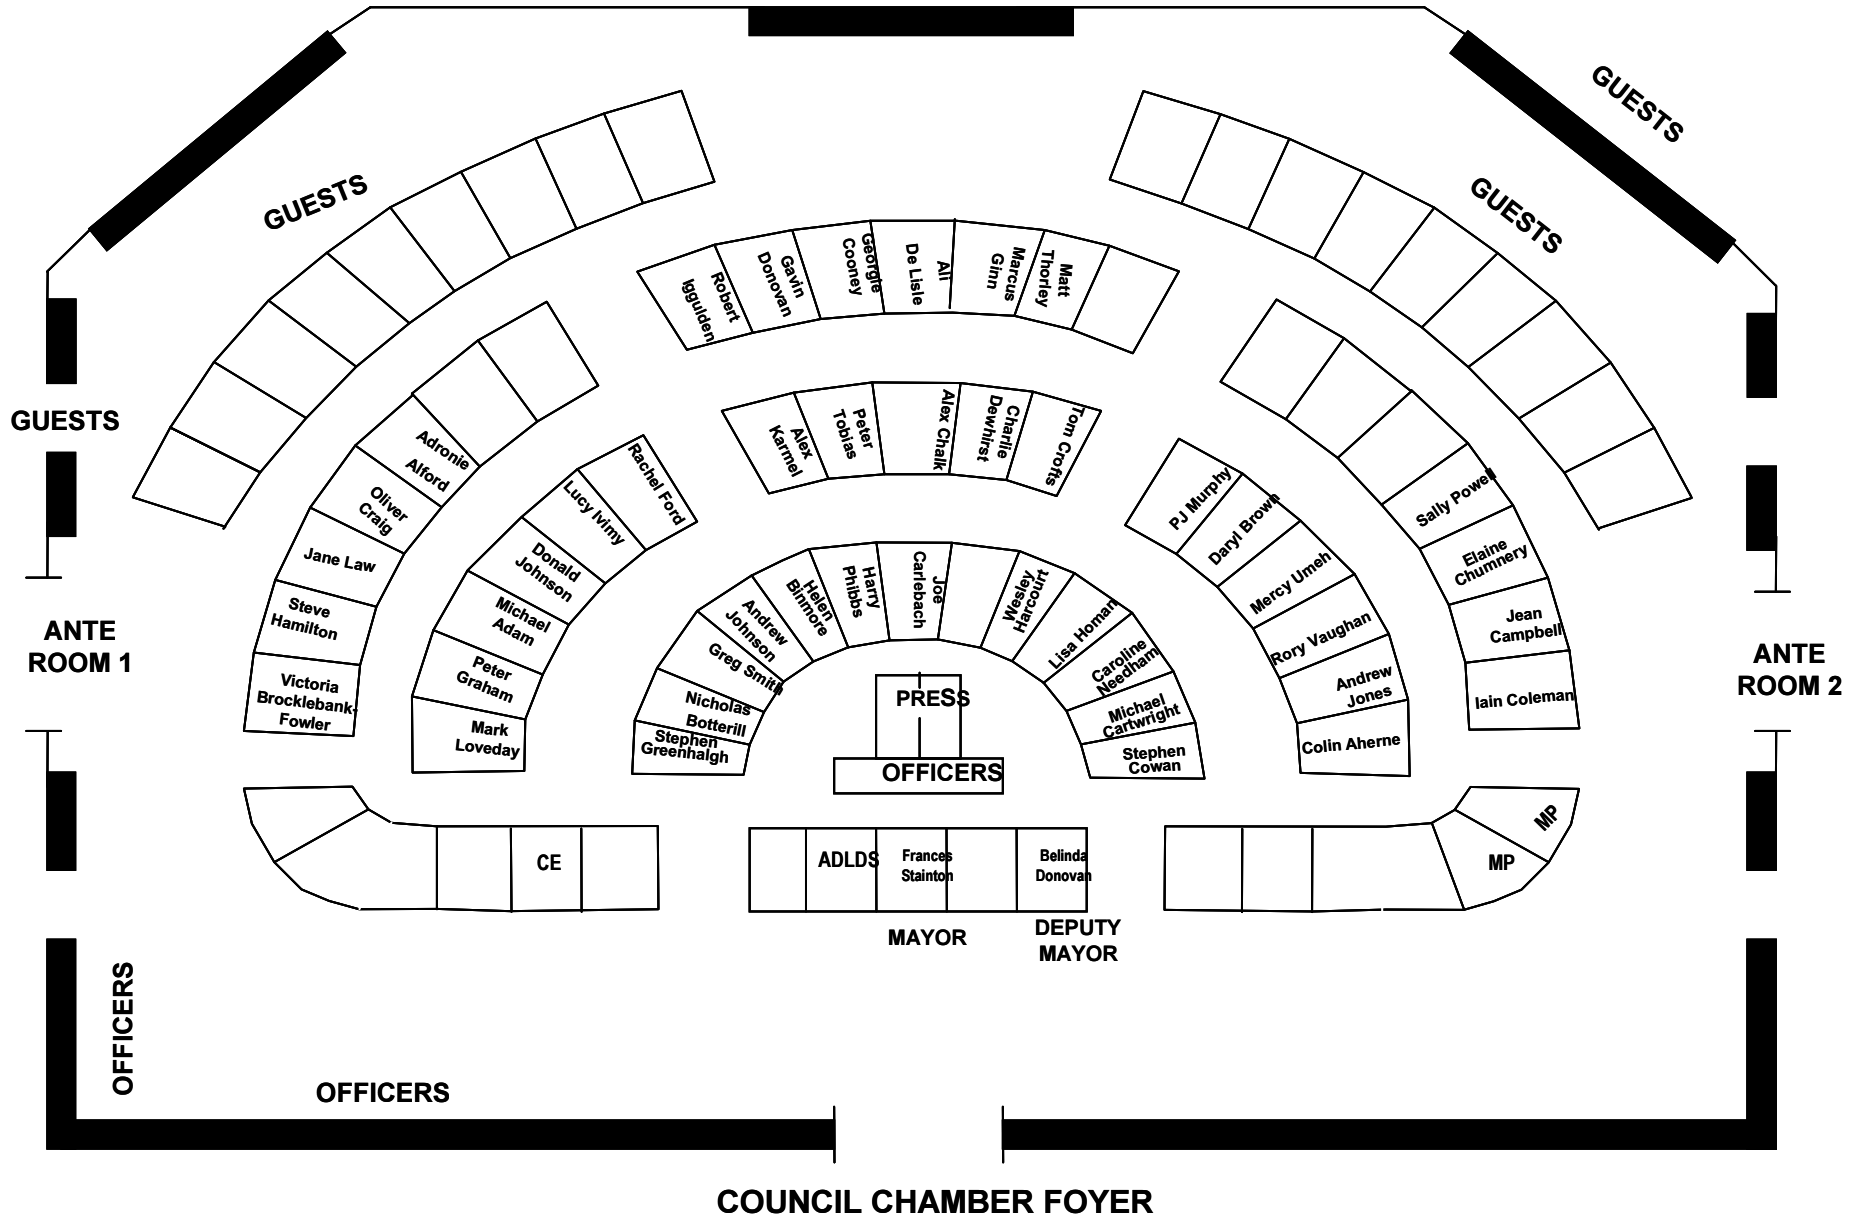 GUESTS
GUESTS
GUESTS
GUESTS
Robert
Iggulden
Gavin
Donovan
Georgie
Cooney
Ali
De Lisle
Marcus
Ginn
Matt
Thorley
Alex
Karmel
Peter
Tobias
Alex Chalk
Charlie
Dewhirst
Tom Crofts
Adronie
Alford
Oliver
Craig
Jane Law
Steve
Hamilton
Victoria
Brocklebank-
Fowler
Rachel Ford
Lucy Ivimy
Donald
Johnson
Michael
Adam
Peter
Graham
Mark
Loveday
Stephen
Greenhalgh
Nicholas
Botterill
Greg Smith
Andrew
Johnson
Helen
Binmore
Harry
Phibbs
Joe
Carlebach
Wesley
Harcourt
Lisa Homan
Caroline
Needham
Michael
Cartwright
Stephen
Cowan
PJ Murphy
Daryl Brown
Mercy Umeh
Rory Vaughan
Andrew
Jones
Colin Aherne
Sally Powell
Elaine
Chumnery
Jean
Campbell
Iain Coleman
ANTE
ROOM 1
ANTE
ROOM 2
PRESS
OFFICERS
CE
ADLDS
Frances
Stainton
Belinda
Donovan
MP
MP
MAYOR
DEPUTY
MAYOR
OFFICERS
OFFICERS
COUNCIL CHAMBER FOYER